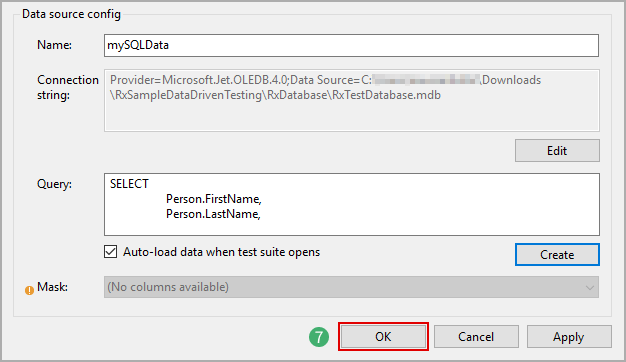 Data source config
Name: mySQLData
Connection string: Provider=Microsoft.Jet.OLEDB.4.0;Data Source=C:\Downloads
\RxSampleDataDrivenTesting\RxDatabase\RxTestDatabase.mdb
Edit
Query: SELECT
Person.FirstName,
Person.LastName,
Auto-load data when test suite opens
Create
Mask: (No columns available)
7 OK Cancel Apply